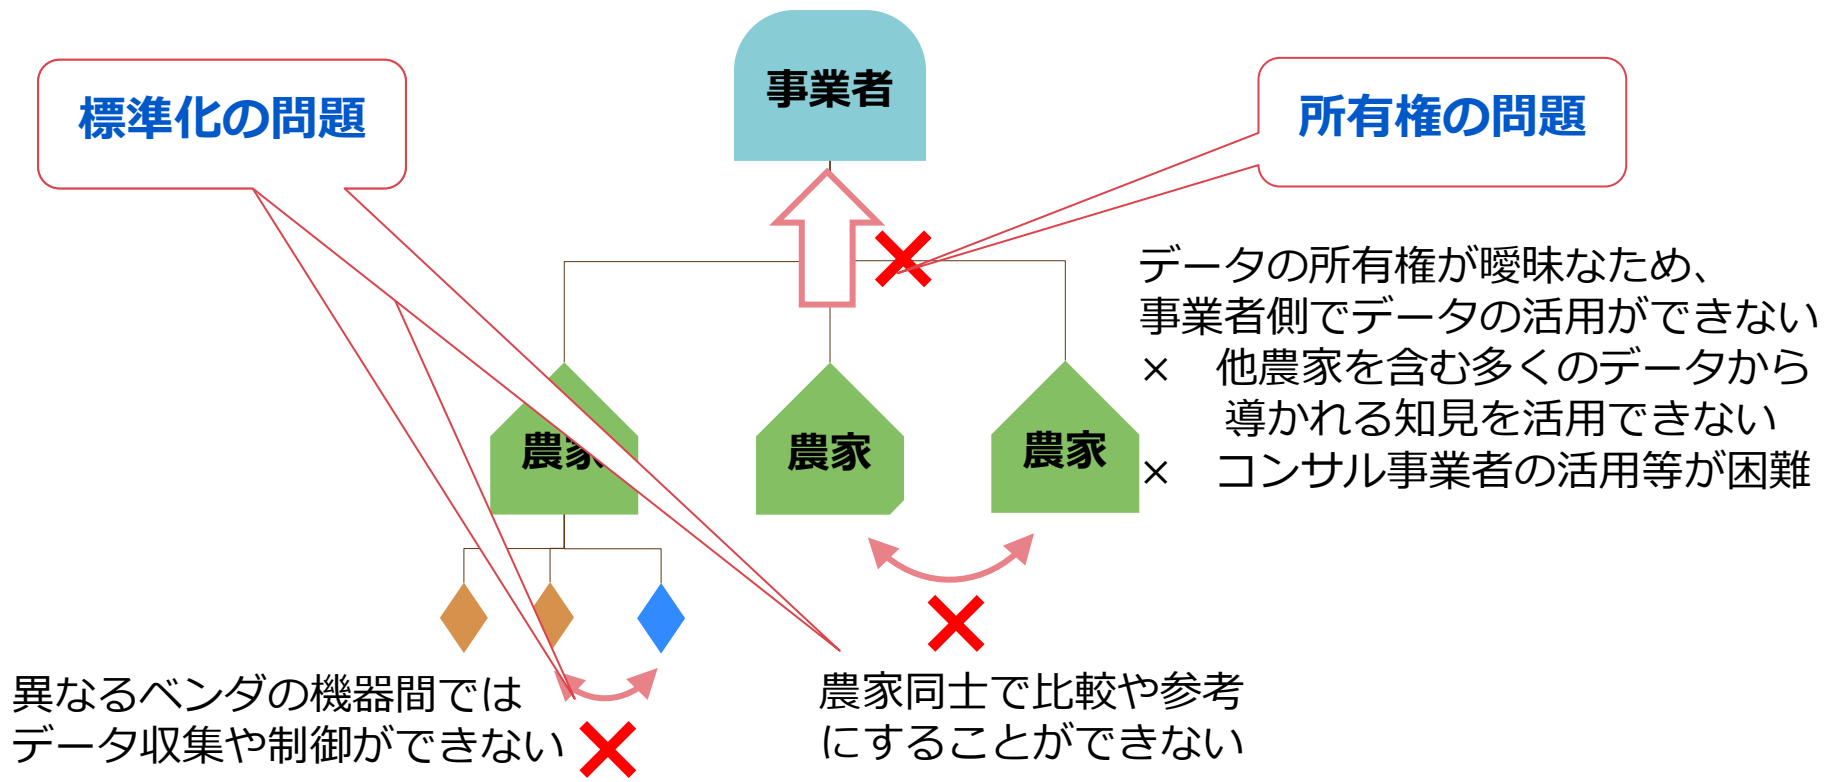 事業者
標準化の問題
所有権の問題
データの所有権が曖昧なため、
事業者側でデータの活用ができない
×　他農家を含む多くのデータから
導かれる知見を活用できない
×　コンサル事業者の活用等が困難
農家
農家
農家
異なるベンダの機器間では
データ収集や制御ができない
農家同士で比較や参考
にすることができない